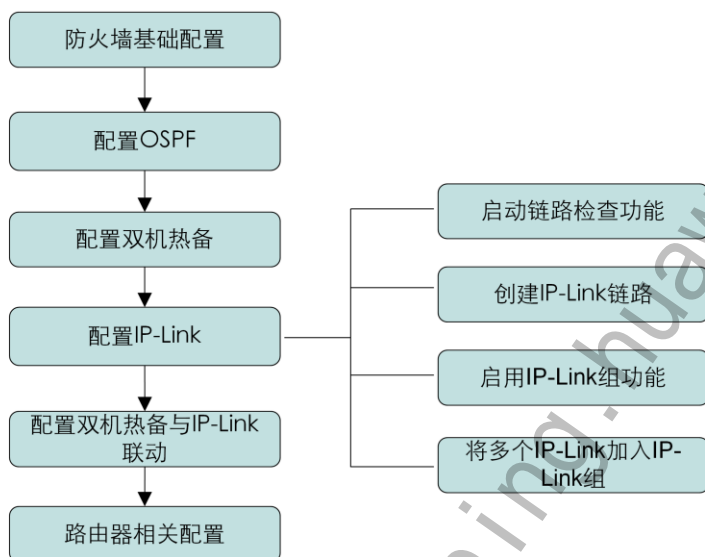 防火墙基础配置
配置OSPF
配置双机热备
配置IP-Link
配置双机热备与IP-Link
联动
路由器相关配置
启动链路检查功能
创建IP-Link链路
启用IP-Link组功能
将多个IP-Link加入IP-
Link组
ning.huaw